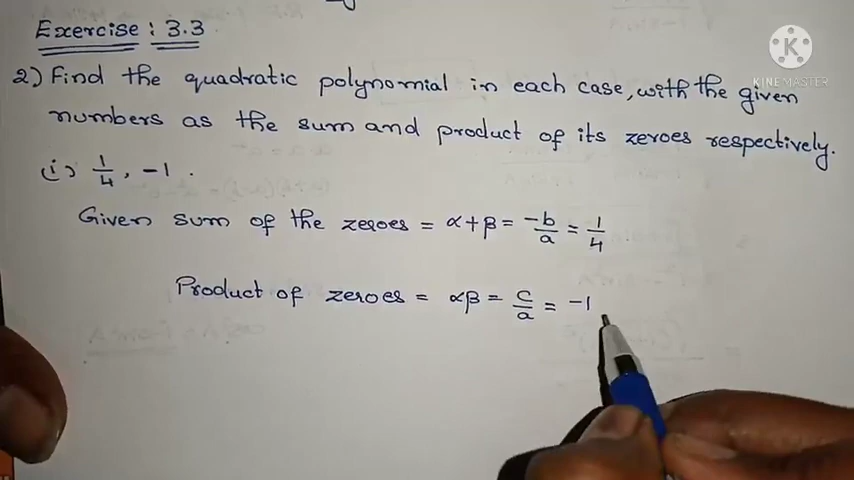 Exercise : 3.3
KINEMASTER
2) Find the quadratic polynomial in each case, with the given
numbers as the sum and product of its zeroes respectively.
(i) 1/4, -1.
Given sum of the zeroes = α+β = -b/a = 1/4
Product of zeroes = αβ = c/a = -1